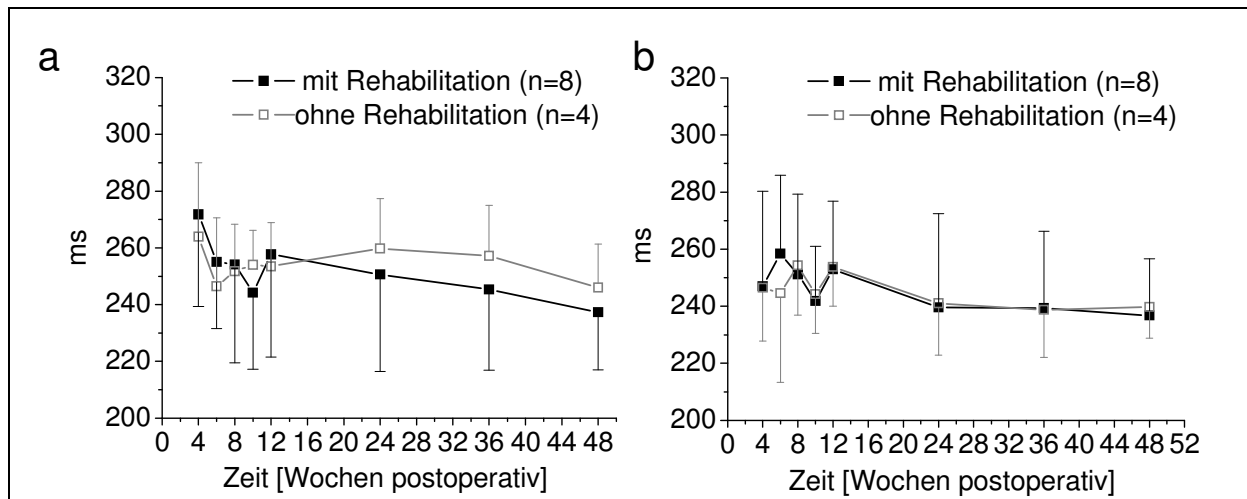 a
320
300
280
260
240
220
200
ms
mit Rehabilitation (n=8)
ohne Rehabilitation (n=4)
0 4 8 12 16 20 24 28 32 36 40 44 48
Zeit [Wochen postoperativ]
b
320
300
280
260
240
220
200
ms
mit Rehabilitation (n=8)
ohne Rehabilitation (n=4)
0 4 8 12 16 20 24 28 32 36 40 44 48 52
Zeit [Wochen postoperativ]